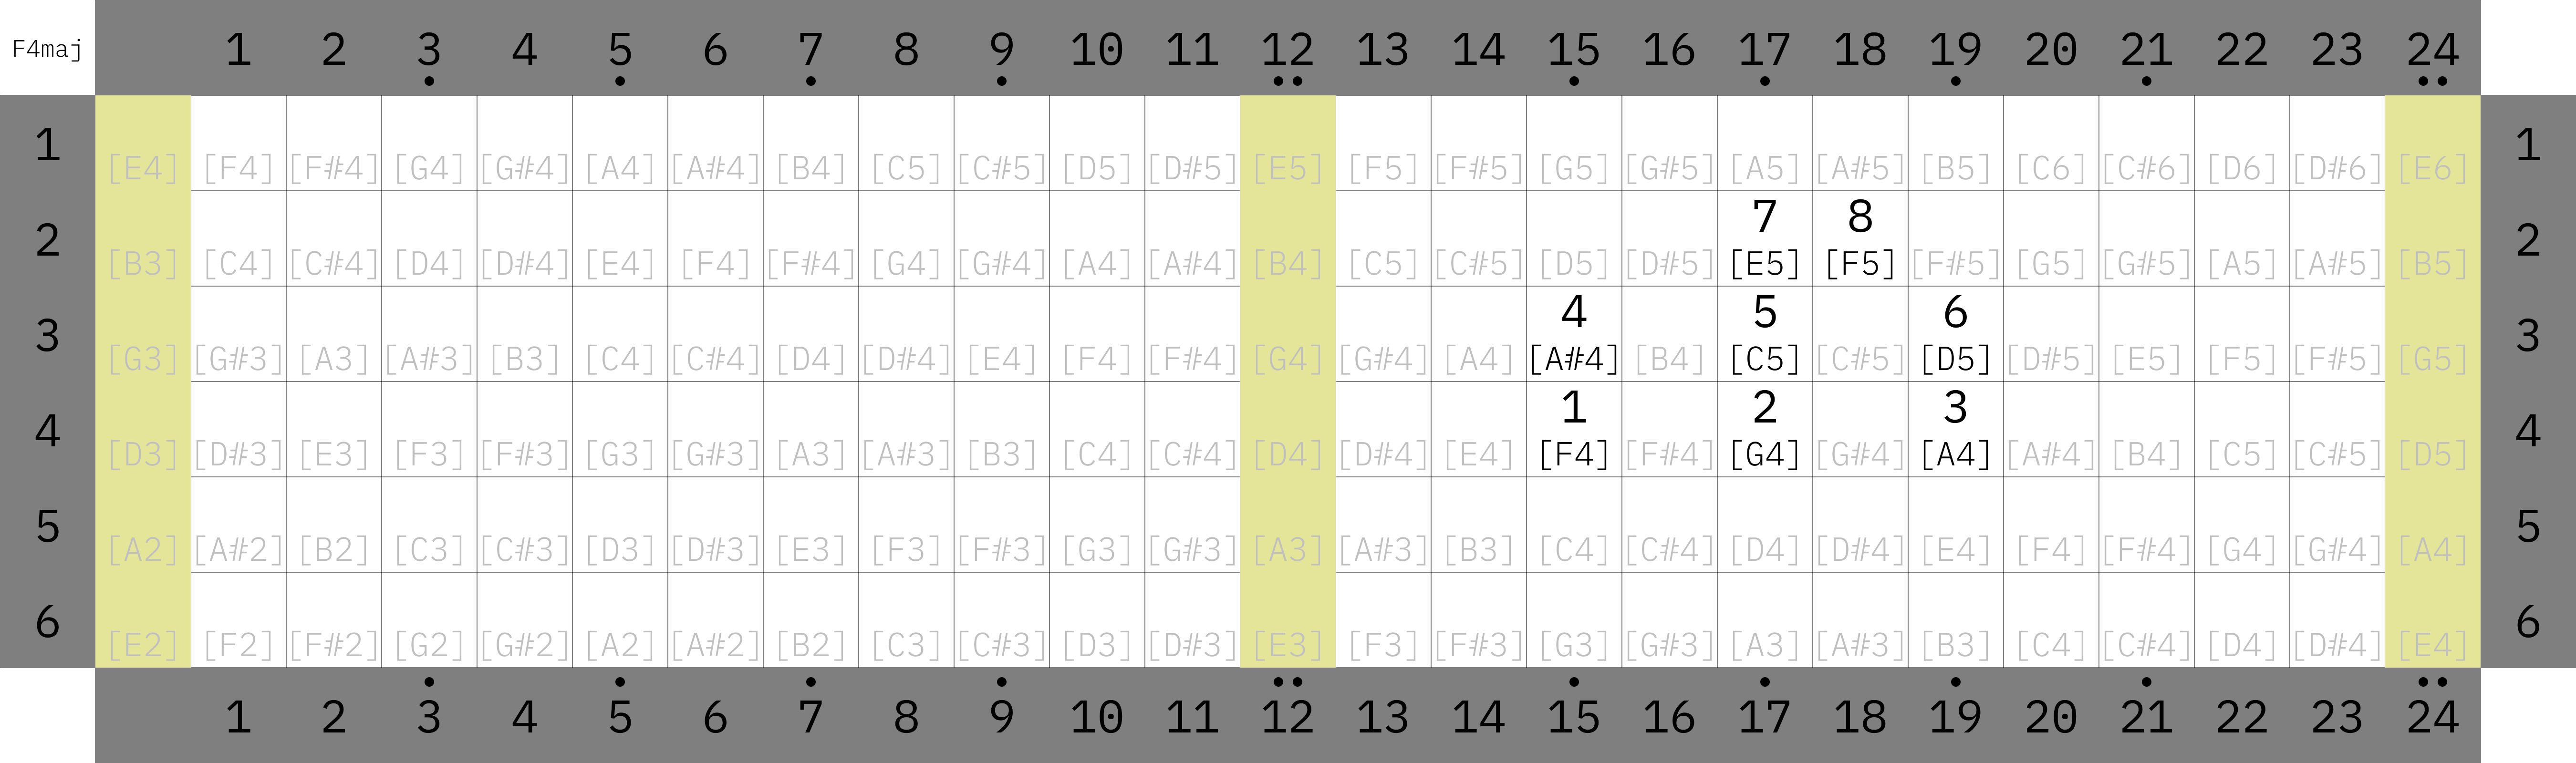 F4maj 1 2 3 4 5 6 7 8 9 10 11 12 13 14 15 16 17 18 19 20 21 22 23 24
1 [E4] [F4] [F#4] [G4] [G#4] [A4] [A#4] [B4] [C5] [C#5] [D5] [D#5] [E5] [F5] [F#5] [G5] [G#5] [A5] [A#5] [B5] [C6] [C#6] [D6] [D#6] [E6] 1
7 8
2 [B3] [C4] [C#4] [D4] [D#4] [E4] [F4] [F#4] [G4] [G#4] [A4] [A#4] [B4] [C5] [C#5] [D5] [D#5] [E5] [F5] [F#5] [G5] [G#5] [A5] [A#5] [B5] 2
4 5 6
3 [G3] [G#3] [A3] [A#3] [B3] [C4] [C#4] [D4] [D#4] [E4] [F4] [F#4] [G4] [G#4] [A4] [A#4] [B4] [C5] [C#5] [D5] [D#5] [E5] [F5] [F#5] [G5] 3
1 2 3
4 [D3] [D#3] [E3] [F3] [F#3] [G3] [G#3] [A3] [A#3] [B3] [C4] [C#4] [D4] [D#4] [E4] [F4] [F#4] [G4] [G#4] [A4] [A#4] [B4] [C5] [C#5] [D5] 4
5 [A2] [A#2] [B2] [C3] [C#3] [D3] [D#3] [E3] [F3] [F#3] [G3] [G#3] [A3] [A#3] [B3] [C4] [C#4] [D4] [D#4] [E4] [F4] [F#4] [G4] [G#4] [A4] 5
6 [E2] [F2] [F#2] [G2] [G#2] [A2] [A#2] [B2] [C3] [C#3] [D3] [D#3] [E3] [F3] [F#3] [G3] [G#3] [A3] [A#3] [B3] [C4] [C#4] [D4] [D#4] [E4] 6
1 2 3 4 5 6 7 8 9 10 11 12 13 14 15 16 17 18 19 20 21 22 23 24